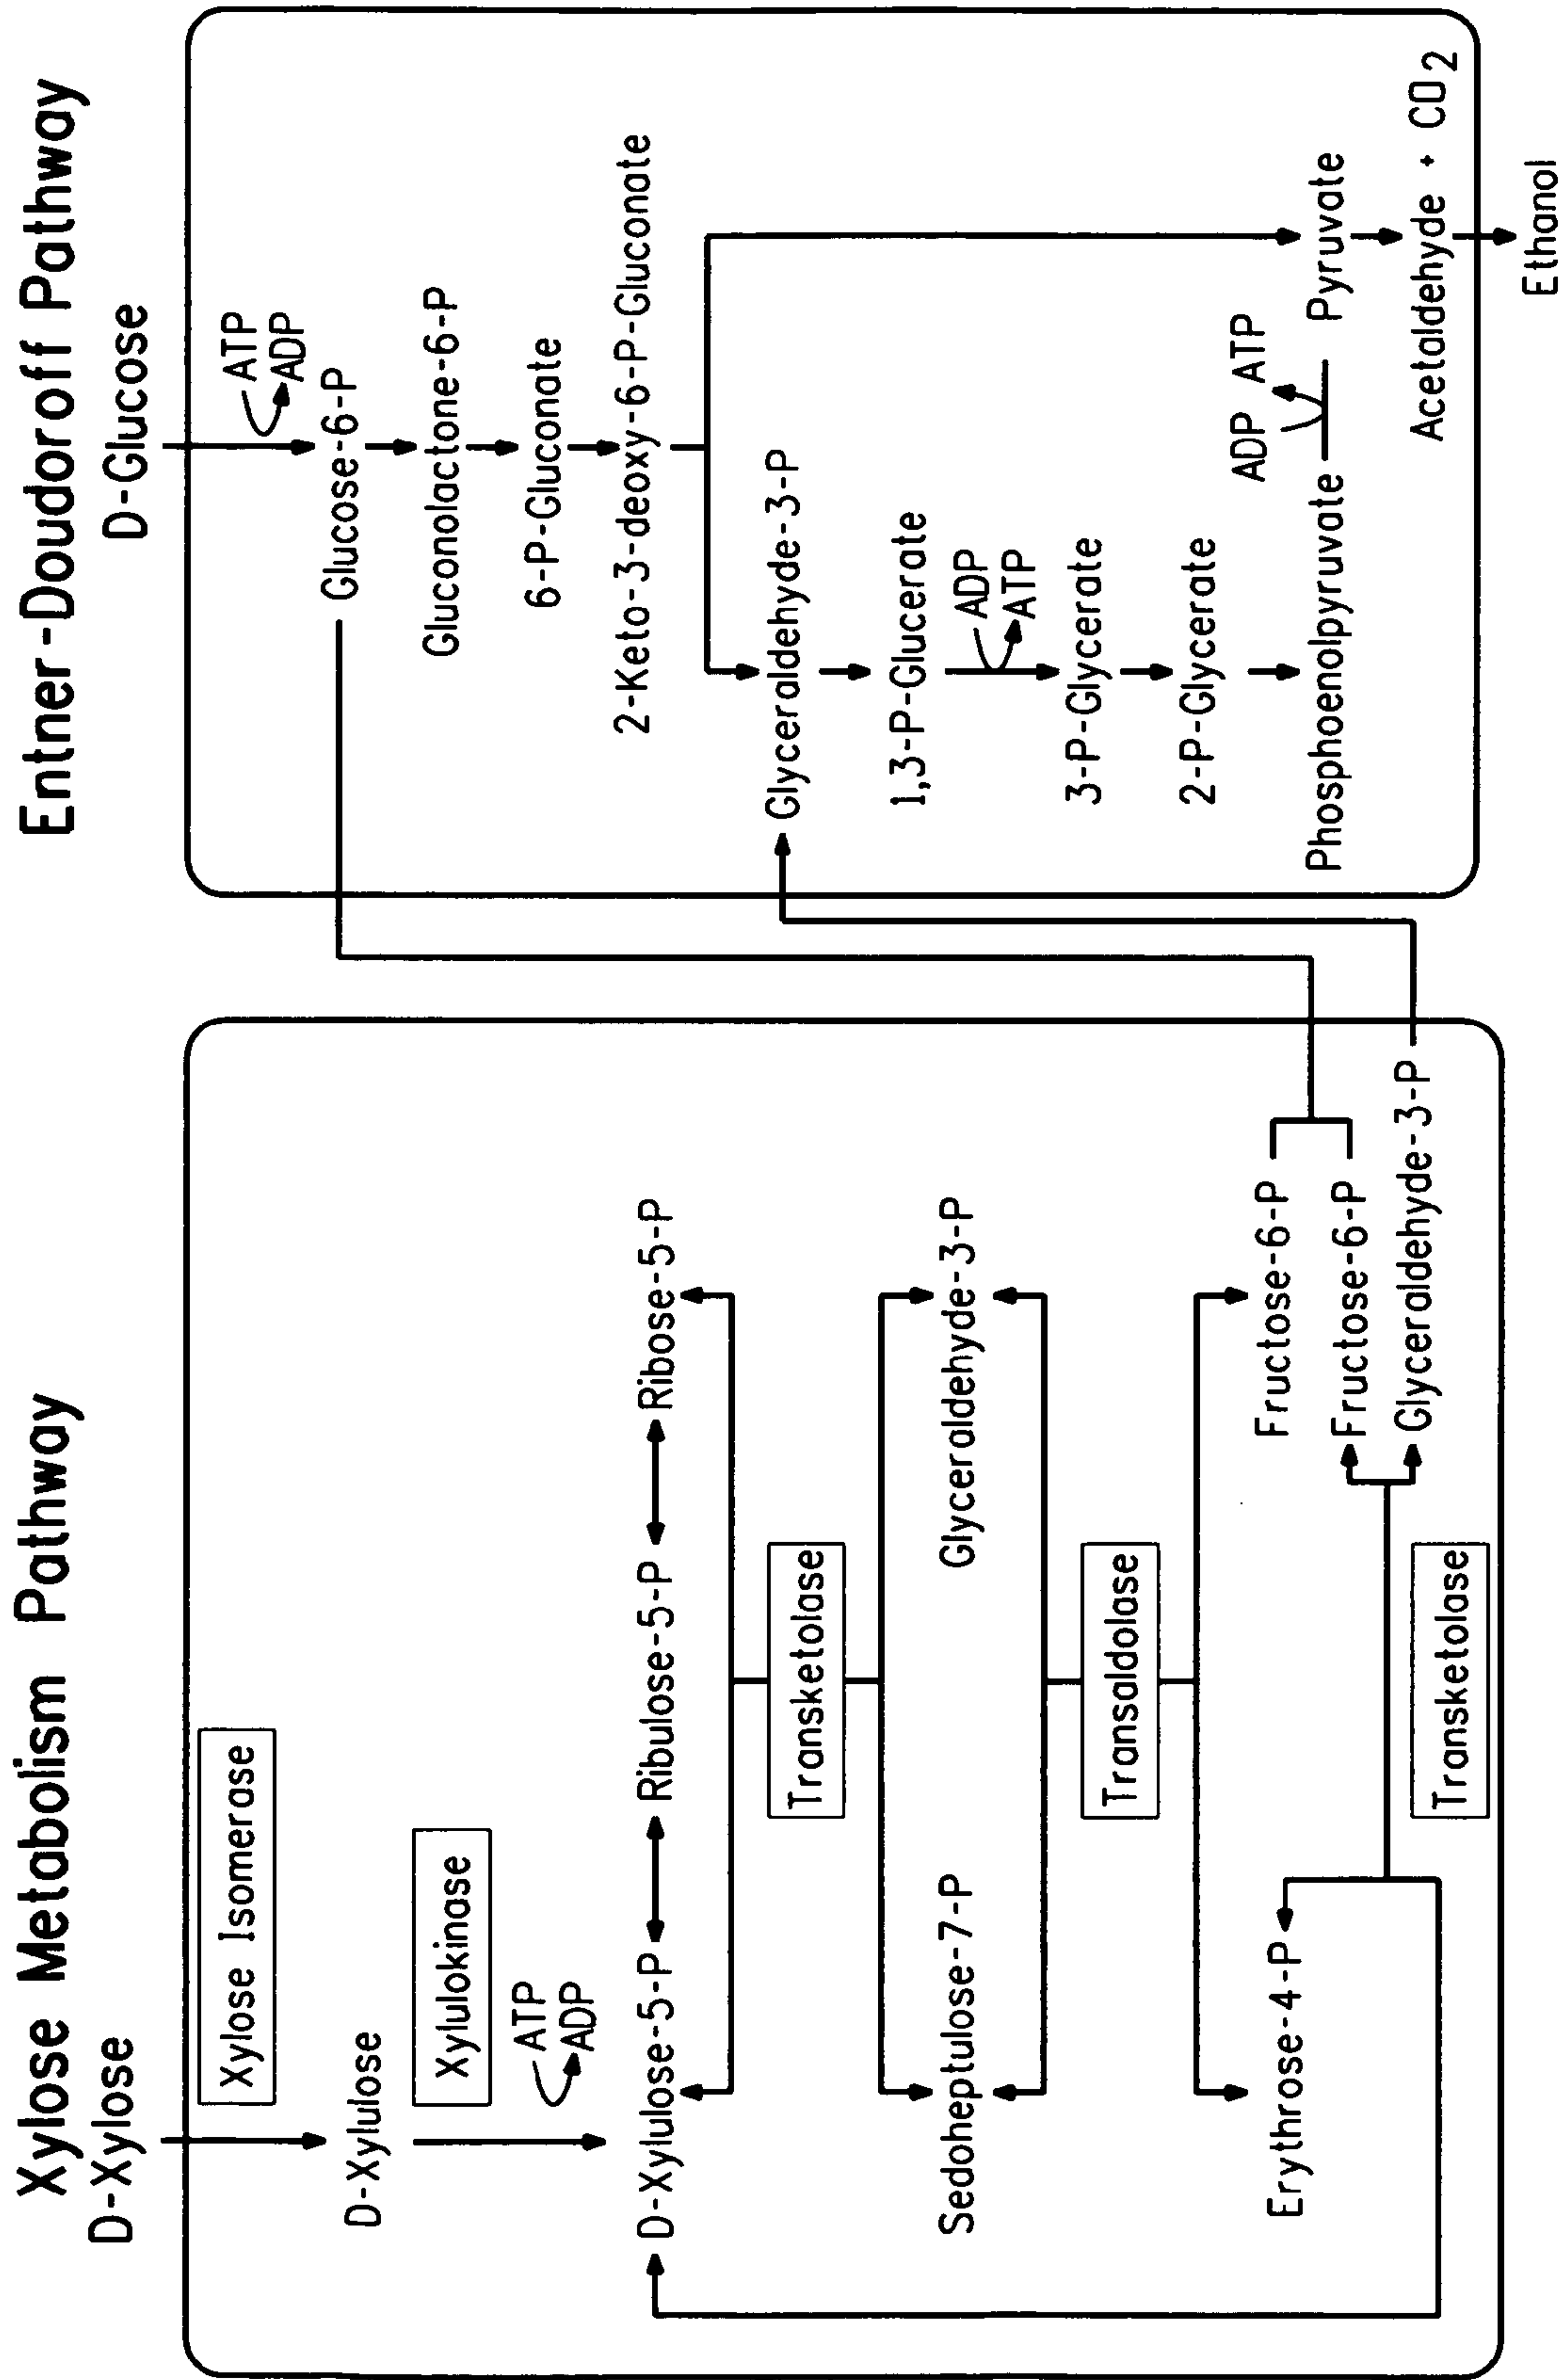 Xylose Metabolism Pathway
D-Xylose
Xylose Isomerase
D-Xylulose
Xylulokinase
ATP
ADP
D-Xylulose-5-P
Ribulose-5-P
Ribose-5-P
Transketolase
Sedoheptulose-7-P
Glyceraldehyde-3-P
Transaldolase
Erythrose-4-P
Fructose-6-P
Fructose-6-P
Glyceraldehyde-3-P
Transketolase
Entner-Doudoroff Pathway
D-Glucose
ATP
ADP
Glucose-6-P
Gluconolactone-6-P
6-P-Gluconate
2-Keto-3-deoxy-6-P-Gluconate
Glyceraldehyde-3-P
1,3-P-Glucerate
ADP
ATP
3-P-Glycerate
2-P-Glycerate
ADP ATP
Phosphoenolpyruvate
Pyruvate
Acetaldehyde + CO2
Ethanol